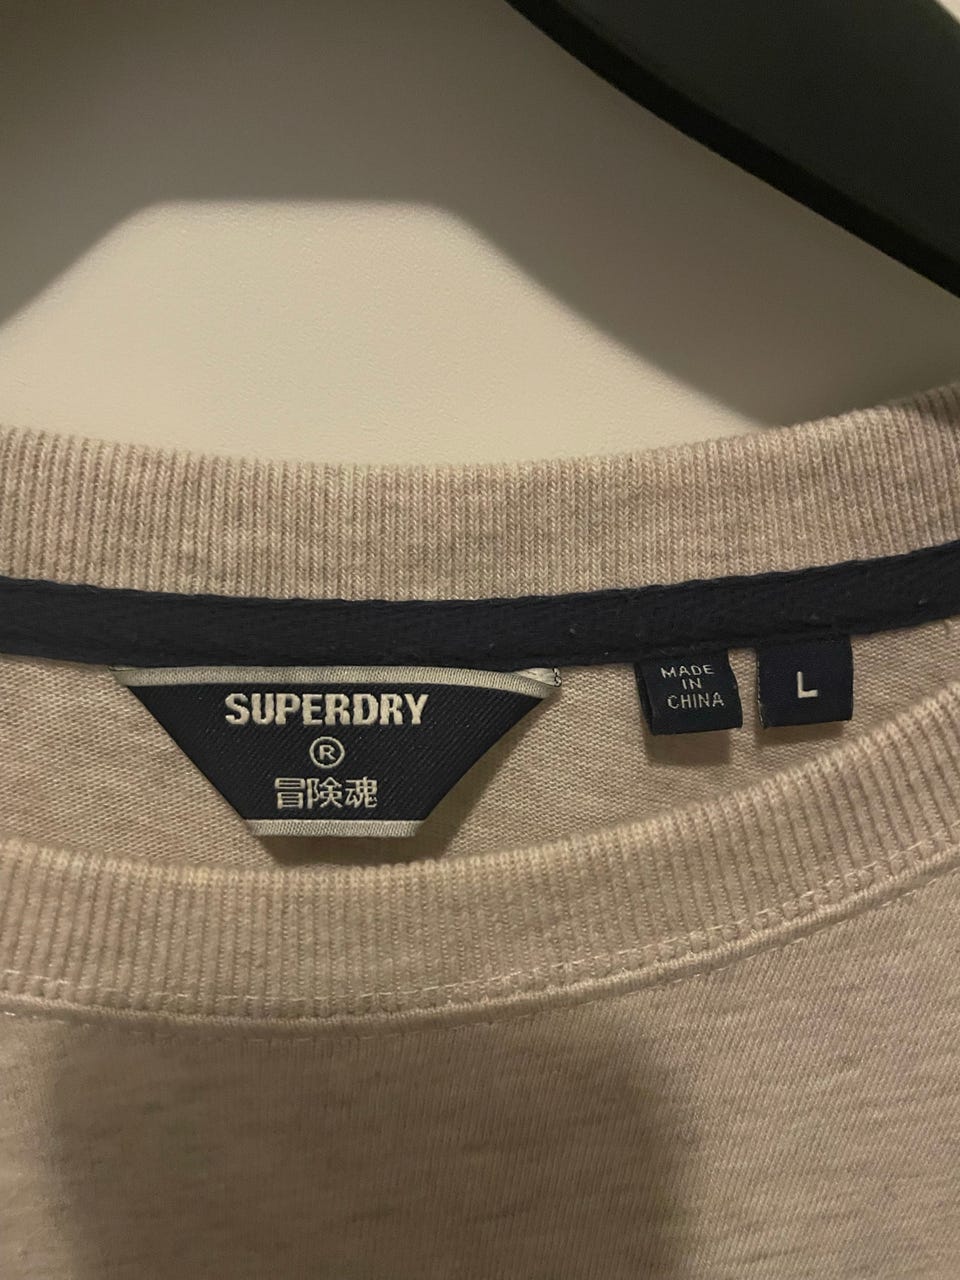 SUPERDRY
®
冒険魂
MADE
IN
CHINA
L